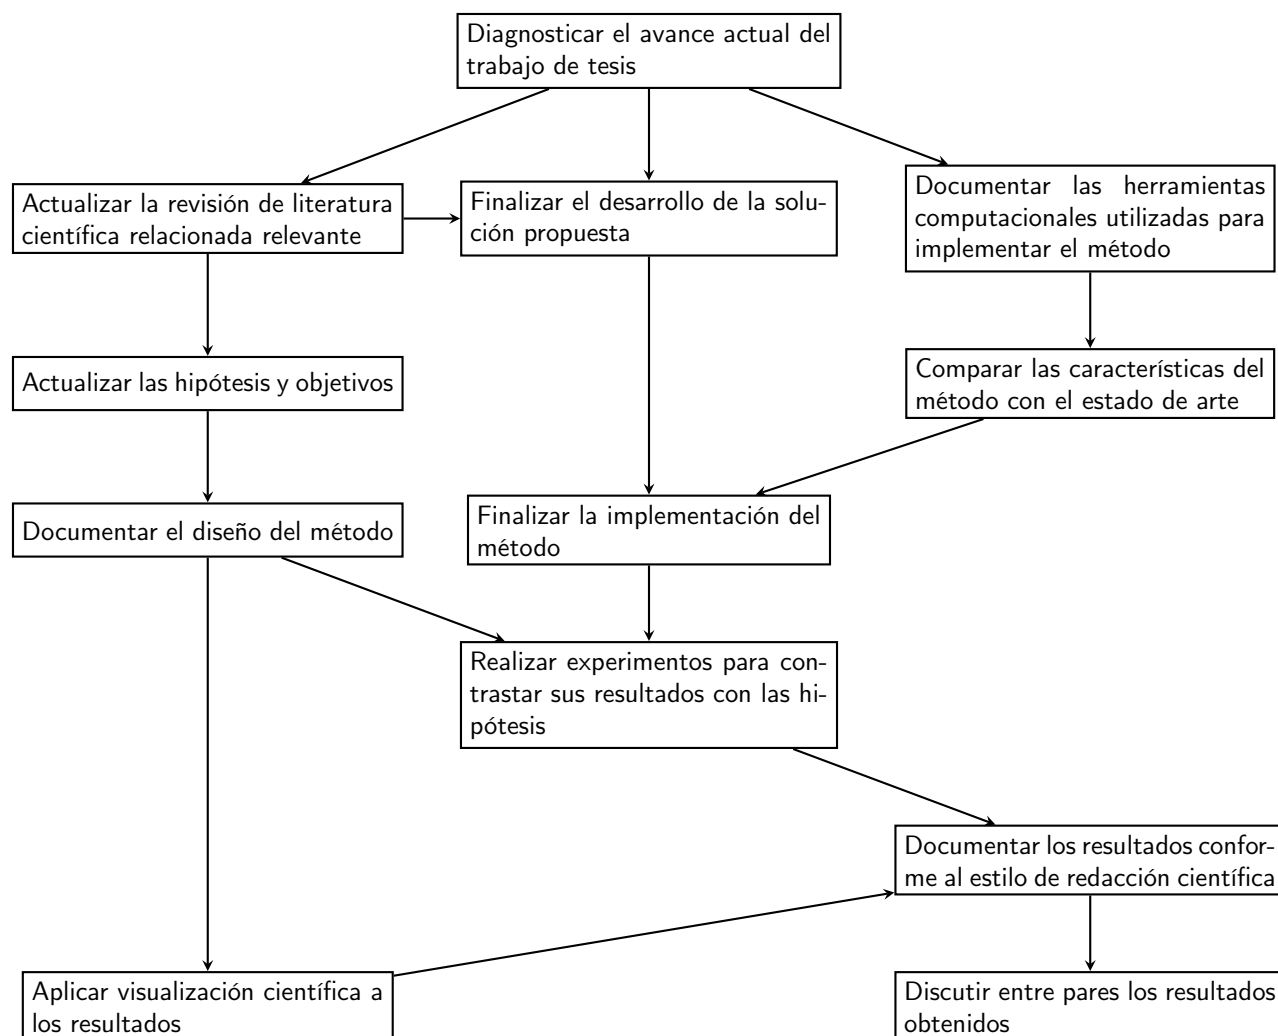 Diagnosticar el avance actual del
trabajo de tesis
Actualizar la revisión de literatura
científica relacionada relevante
Finalizar el desarrollo de la solu-
ción propuesta
Documentar las herramientas
computacionales utilizadas para
implementar el método
Actualizar las hipótesis y objetivos
Comparar las características del
método con el estado de arte
Documentar el diseño del método
Finalizar la implementación del
método
Realizar experimentos para con-
trastar sus resultados con las hi-
pótesis
Documentar los resultados confor-
me al estilo de redacción científica
Aplicar visualización científica a
los resultados
Discutir entre pares los resultados
obtenidos